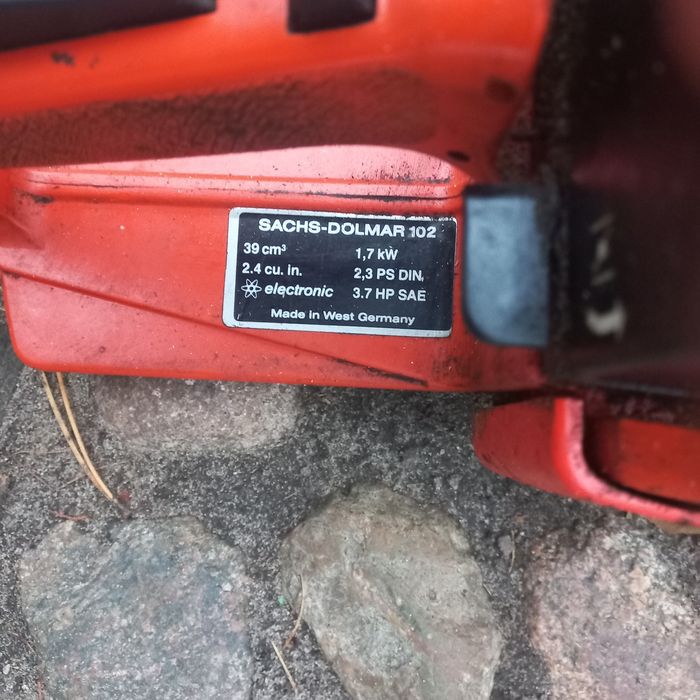 SACHS-DOLMAR 102
39 cm³ 1,7 kW
2.4 cu. in. 2,3 PS DIN
electronic 3.7 HP SAE
Made in West Germany